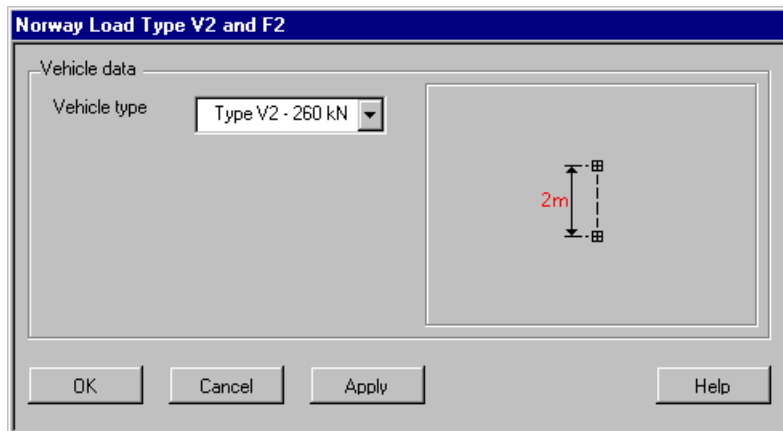 Norway Load Type V2 and F2
Vehicle data
Vehicle type
Type V2 - 260 kN
2m
OK
Cancel
Apply
Help